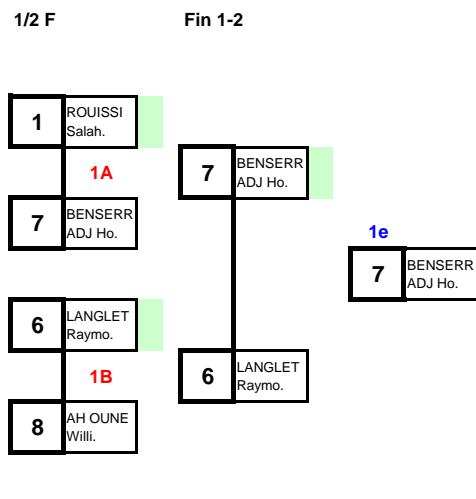 1/2 F
Fin 1-2
1
ROUISSI
Salah.
1A
7
BENSERR
ADJ Ho.
6
LANGLET
Raymo.
1B
8
AH OUNE
Willi.
7
BENSERR
ADJ Ho.
6
LANGLET
Raymo.
1e
7
BENSERR
ADJ Ho.